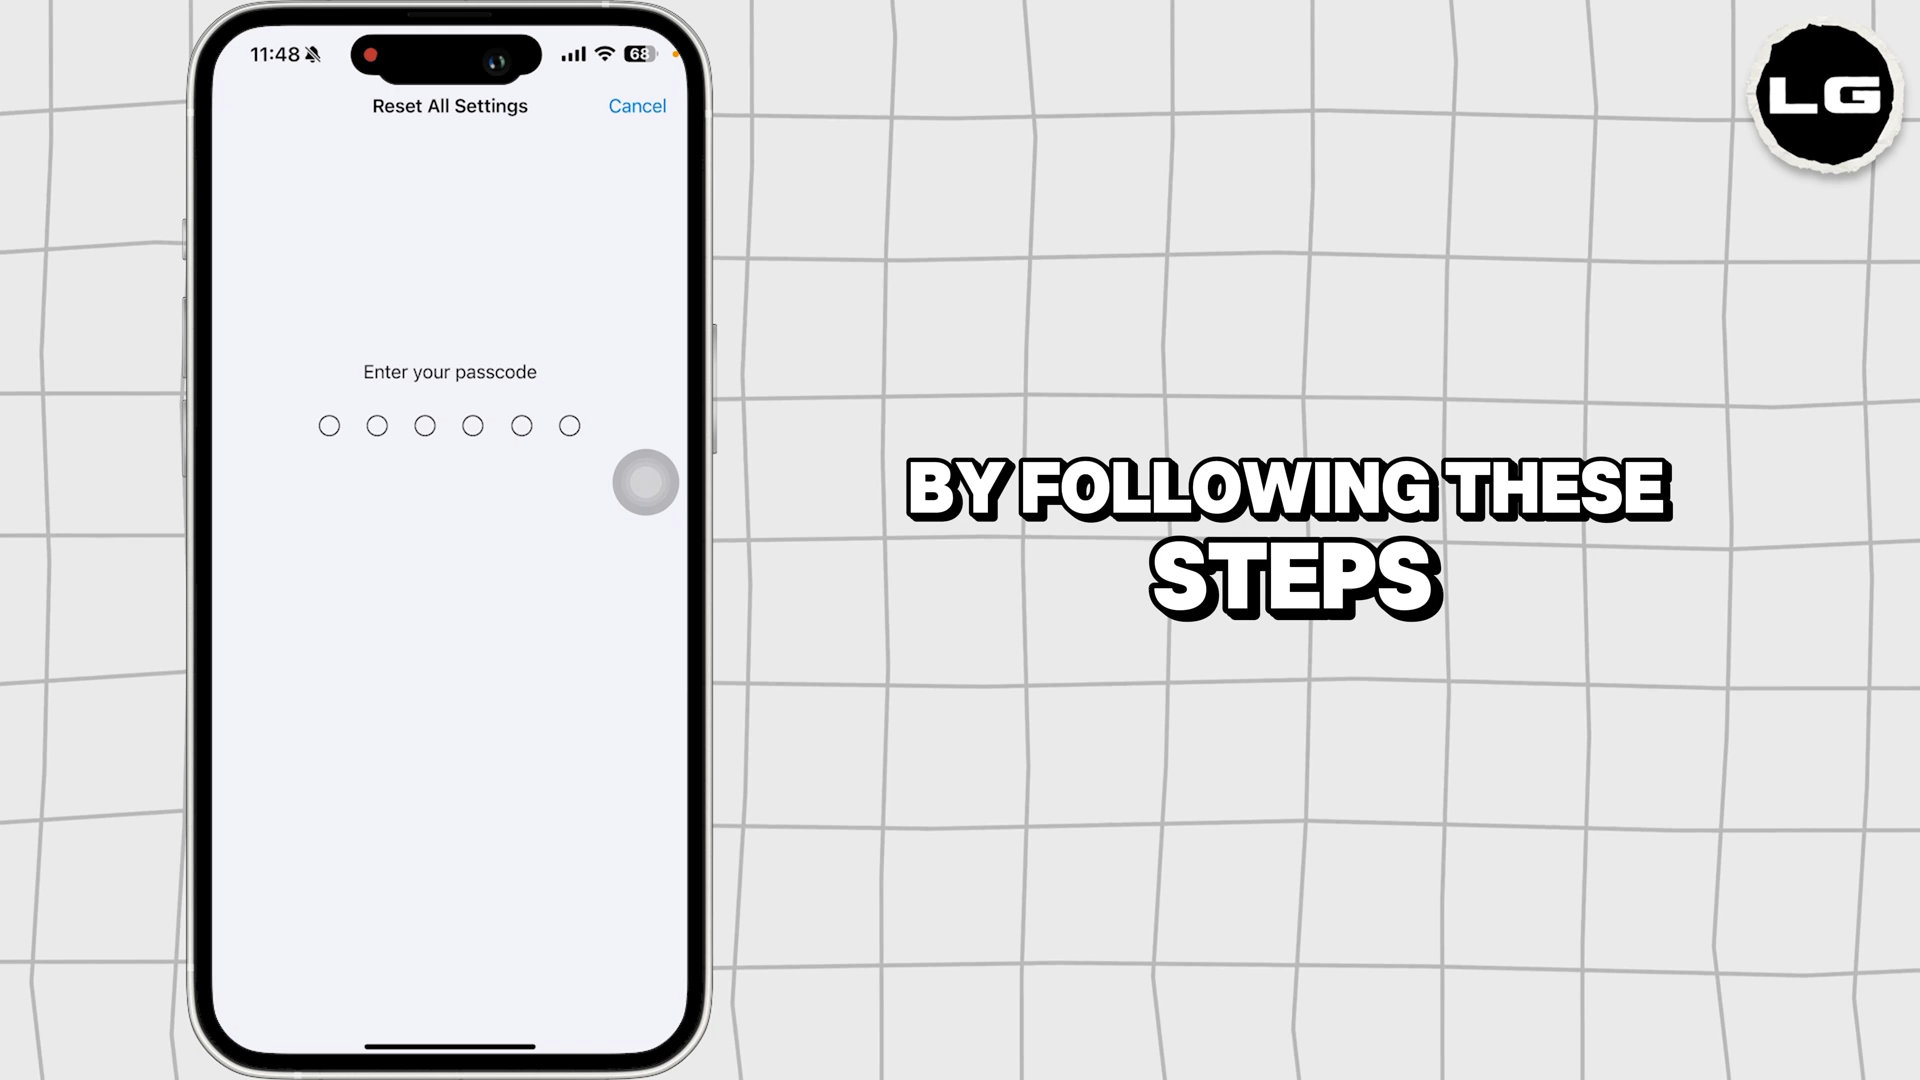 11:48
68
Reset All Settings
Cancel
Enter your passcode
BY FOLLOWING THESE
STEPS
LG